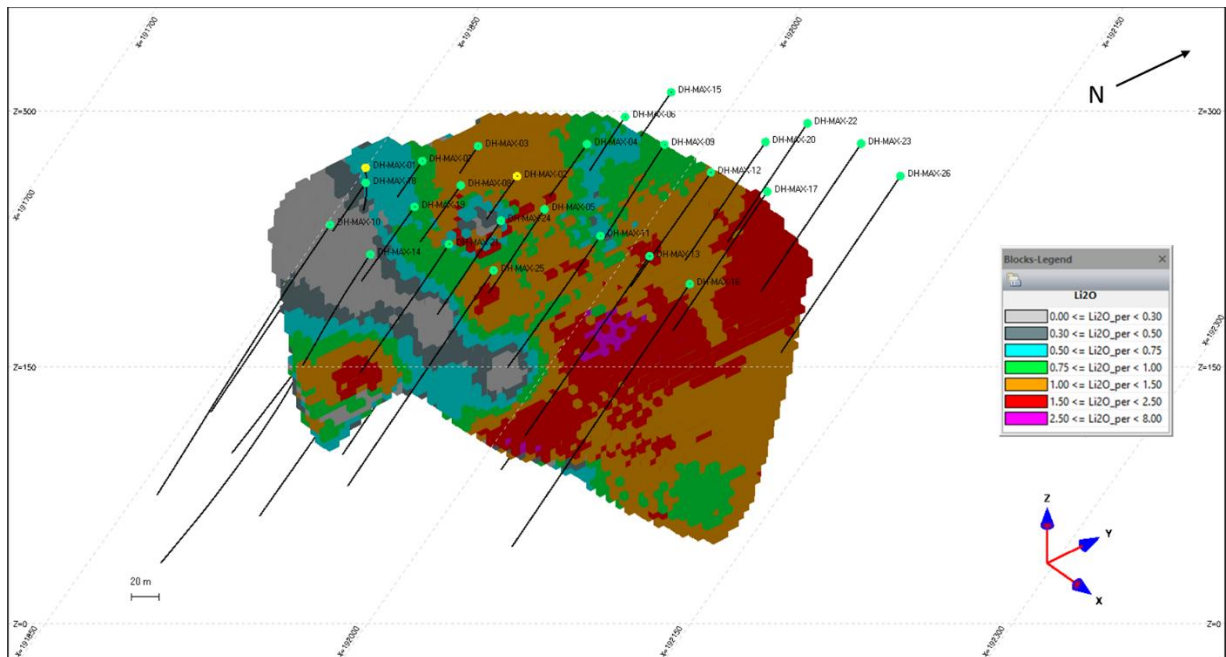 X=191700
X=191850
X=192000
X=192150
N
Z=300
Z=300
DH-MAX-15
DH-MAX-06
DH-MAX-22
DH-MAX-03
DH-MAX-04
DH-MAX-09
DH-MAX-20
DH-MAX-23
DH-MAX-07
DH-MAX-01
DH-MAX-02
DH-MAX-12
DH-MAX-26
DH-MAX-08
DH-MAX-17
X=191700
DH-MAX-19
DH-MAX-05
DH-MAX-10
DH-MAX-24
DH-MAX-11
DH-MAX-21
DH-MAX-14
DH-MAX-13
DH-MAX-25
Blocks-Legend
Li2O
0.00 <= Li2O_per < 0.30
0.30 <= Li2O_per < 0.50
0.50 <= Li2O_per < 0.75
0.75 <= Li2O_per < 1.00
1.00 <= Li2O_per < 1.50
1.50 <= Li2O_per < 2.50
2.50 <= Li2O_per < 8.00
X=192300
Z=150
Z=150
Z
Y
X
20 m
Z=0
Z=0
X=191850
X=192000
X=192150
X=192300